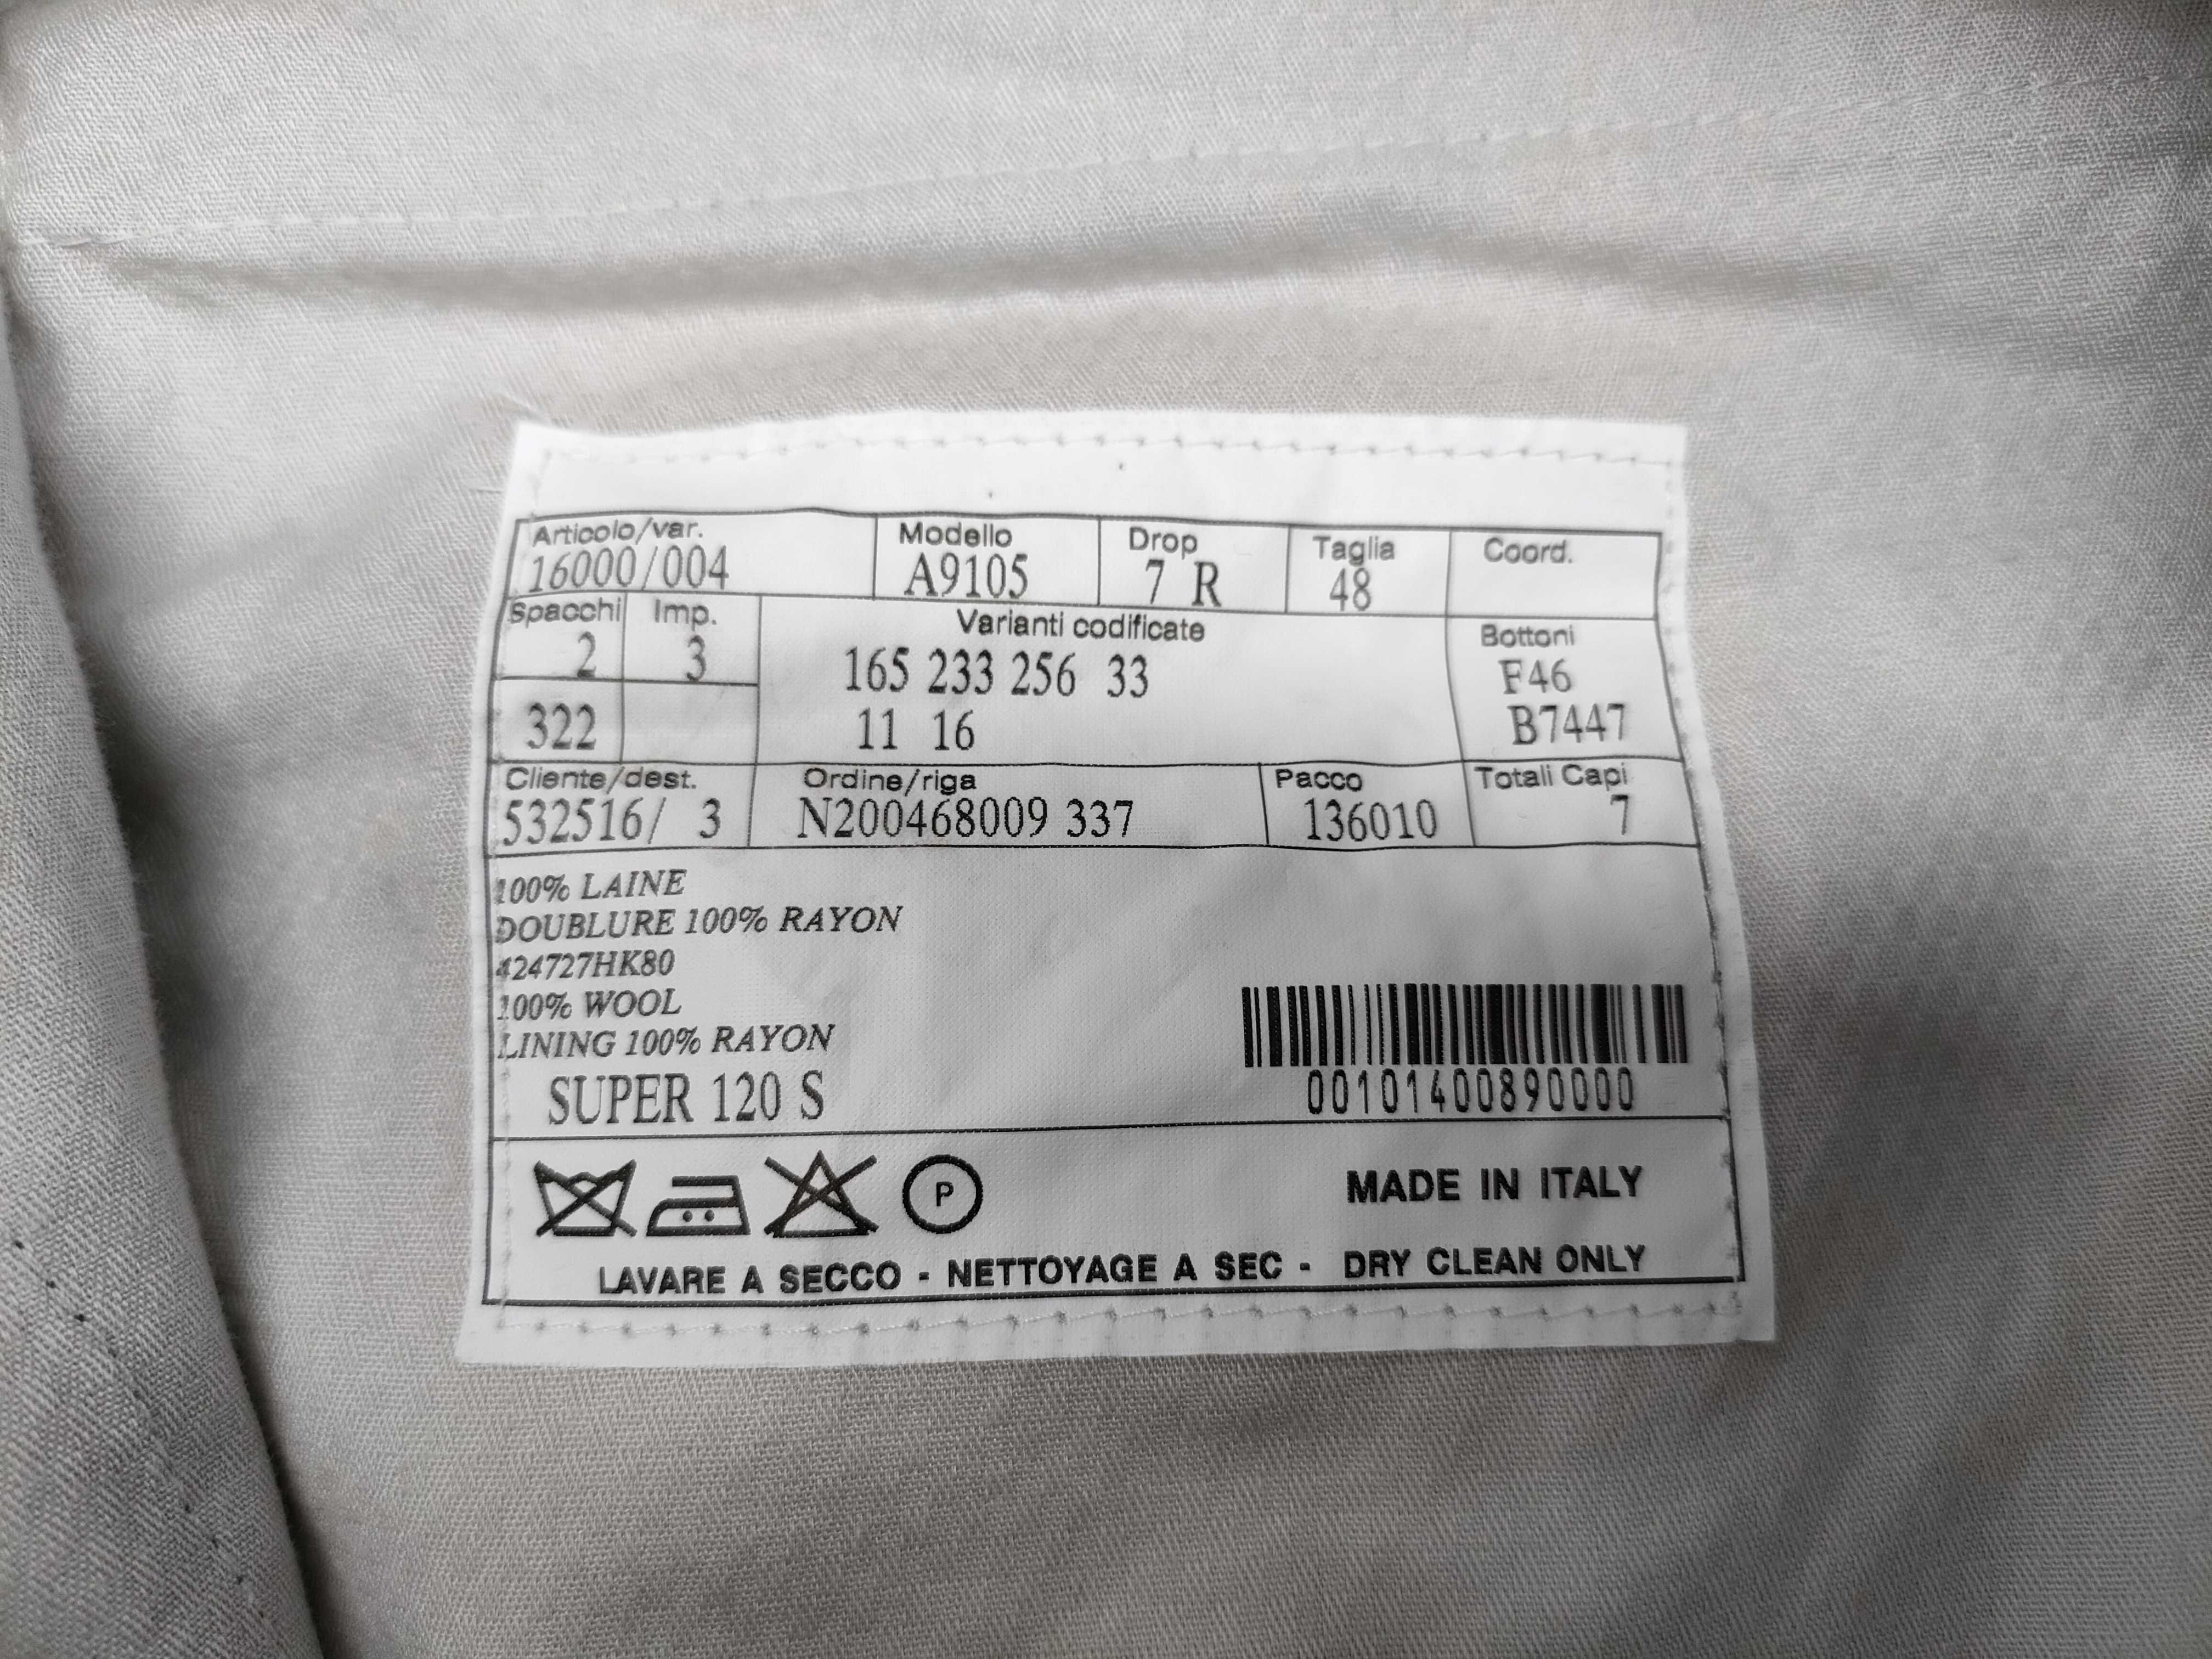 Articolo/var. Modello Drop Taglia Coord.
16000/004 A9105 7 R 48
Spacchi Imp. Varianti codificate Bottoni
2 3 165 233 256 33 F46
322 11 16 B7447
Cliente/dest. Ordine/riga Pacco Totali Capi
532516/ 3 N200468009 337 136010 7
100% LAINE
DOUBLURE 100% RAYON
424727HK80
100% WOOL
LINING 100% RAYON
SUPER 120 S
00101400890000
P
MADE IN ITALY
LAVARE A SECCO - NETTOYAGE A SEC - DRY CLEAN ONLY